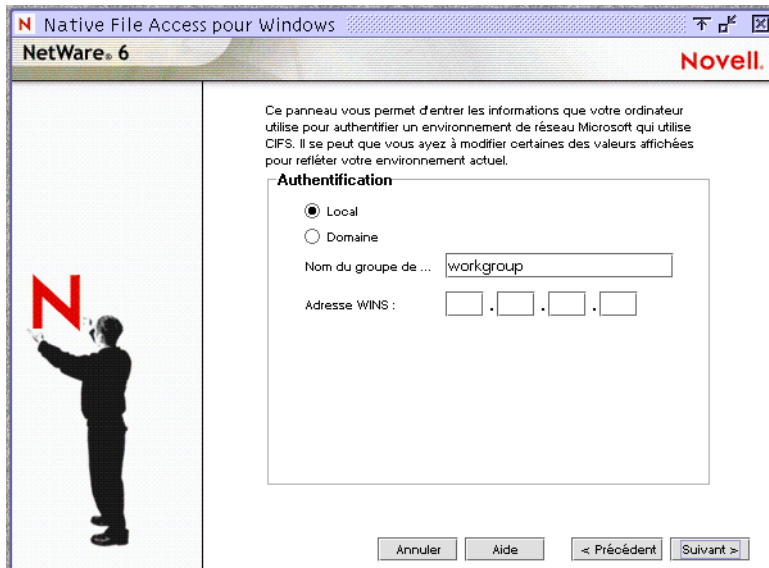 N Native File Access pour Windows
NetWare® 6
Novell®
Ce panneau vous permet d'entrer les informations que votre ordinateur
utilise pour authentifier un environnement de réseau Microsoft qui utilise
CIFS. Il se peut que vous ayez à modifier certaines des valeurs affichées
pour refléter votre environnement actuel.
Authentification
Local
Domaine
Nom du groupe de ... workgroup
Adresse WINS : . . .
N
Annuler Aide < Précédent Suivant >